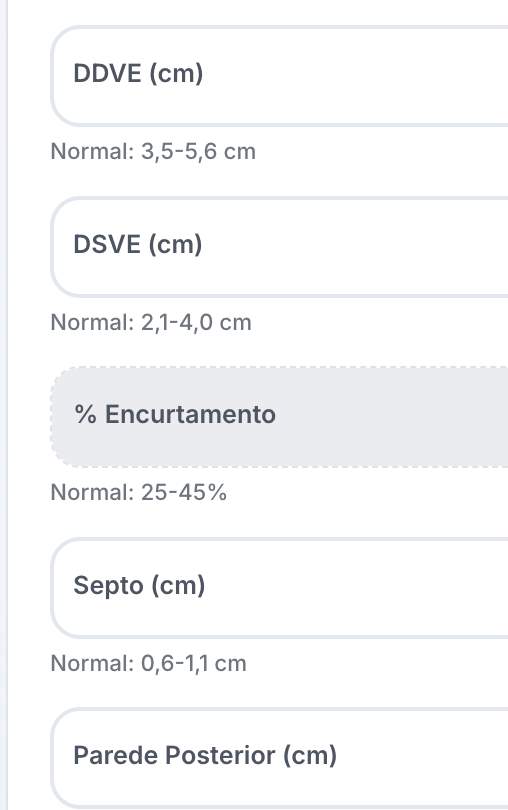 DDVE (cm)
Normal: 3,5-5,6 cm
DSVE (cm)
Normal: 2,1-4,0 cm
% Encurtamento
Normal: 25-45%
Septo (cm)
Normal: 0,6-1,1 cm
Parede Posterior (cm)